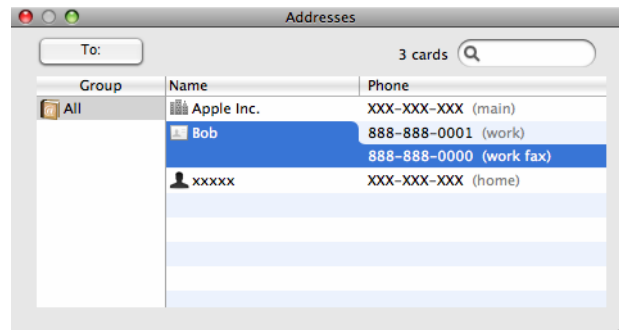 Addresses
To:
3 cards
Group Name Phone
All Apple Inc. XXX-XXX-XXX (main)
Bob 888-888-0001 (work)
888-888-0000 (work fax)
xxxxx XXX-XXX-XXX (home)